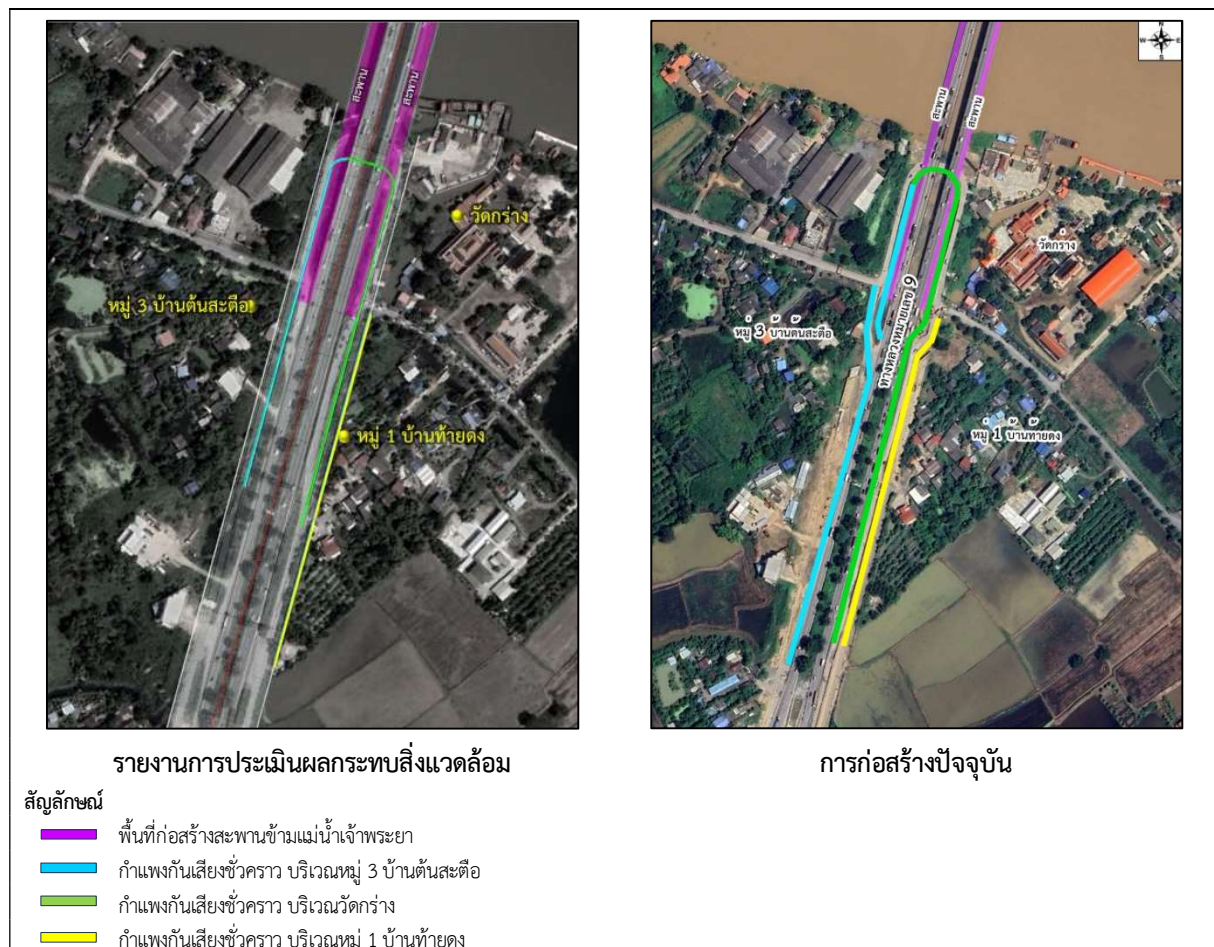 สะพาน
สะพาน
วัดกร่าง
หมู่ 3 บ้านต้นสะตือ
หมู่ 1 บ้านท้ายดง
N
W E
S
สะพาน
สะพาน
วัดกร่าง
ทางหลวงหมายเลข 9
หมู่ 3 บ้านต้นสะตือ
หมู่ 1 บ้านท้ายดง
รายงานการประเมินผลกระทบสิ่งแวดล้อม
การก่อสร้างปัจจุบัน
สัญลักษณ์
พื้นที่ก่อสร้างสะพานข้ามแม่น้ำเจ้าพระยา
กำแพงกันเสียงชั่วคราว บริเวณหมู่ 3 บ้านต้นสะตือ
กำแพงกันเสียงชั่วคราว บริเวณวัดกร่าง
กำแพงกันเสียงชั่วคราว บริเวณหมู่ 1 บ้านท้ายดง